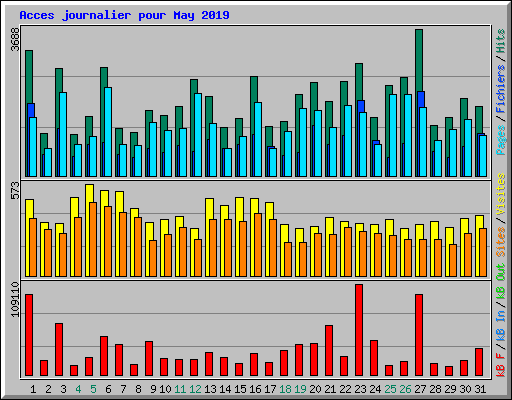 Acces journalier pour May 2019
3688
Pages/Fichiers/Hits
573
Sites/Visites
109110
kB F/kB In/kB Out
1 2 3 4 5 6 7 8 9 10 11 12 13 14 15 16 17 18 19 20 21 22 23 24 25 26 27 28 29 30 31